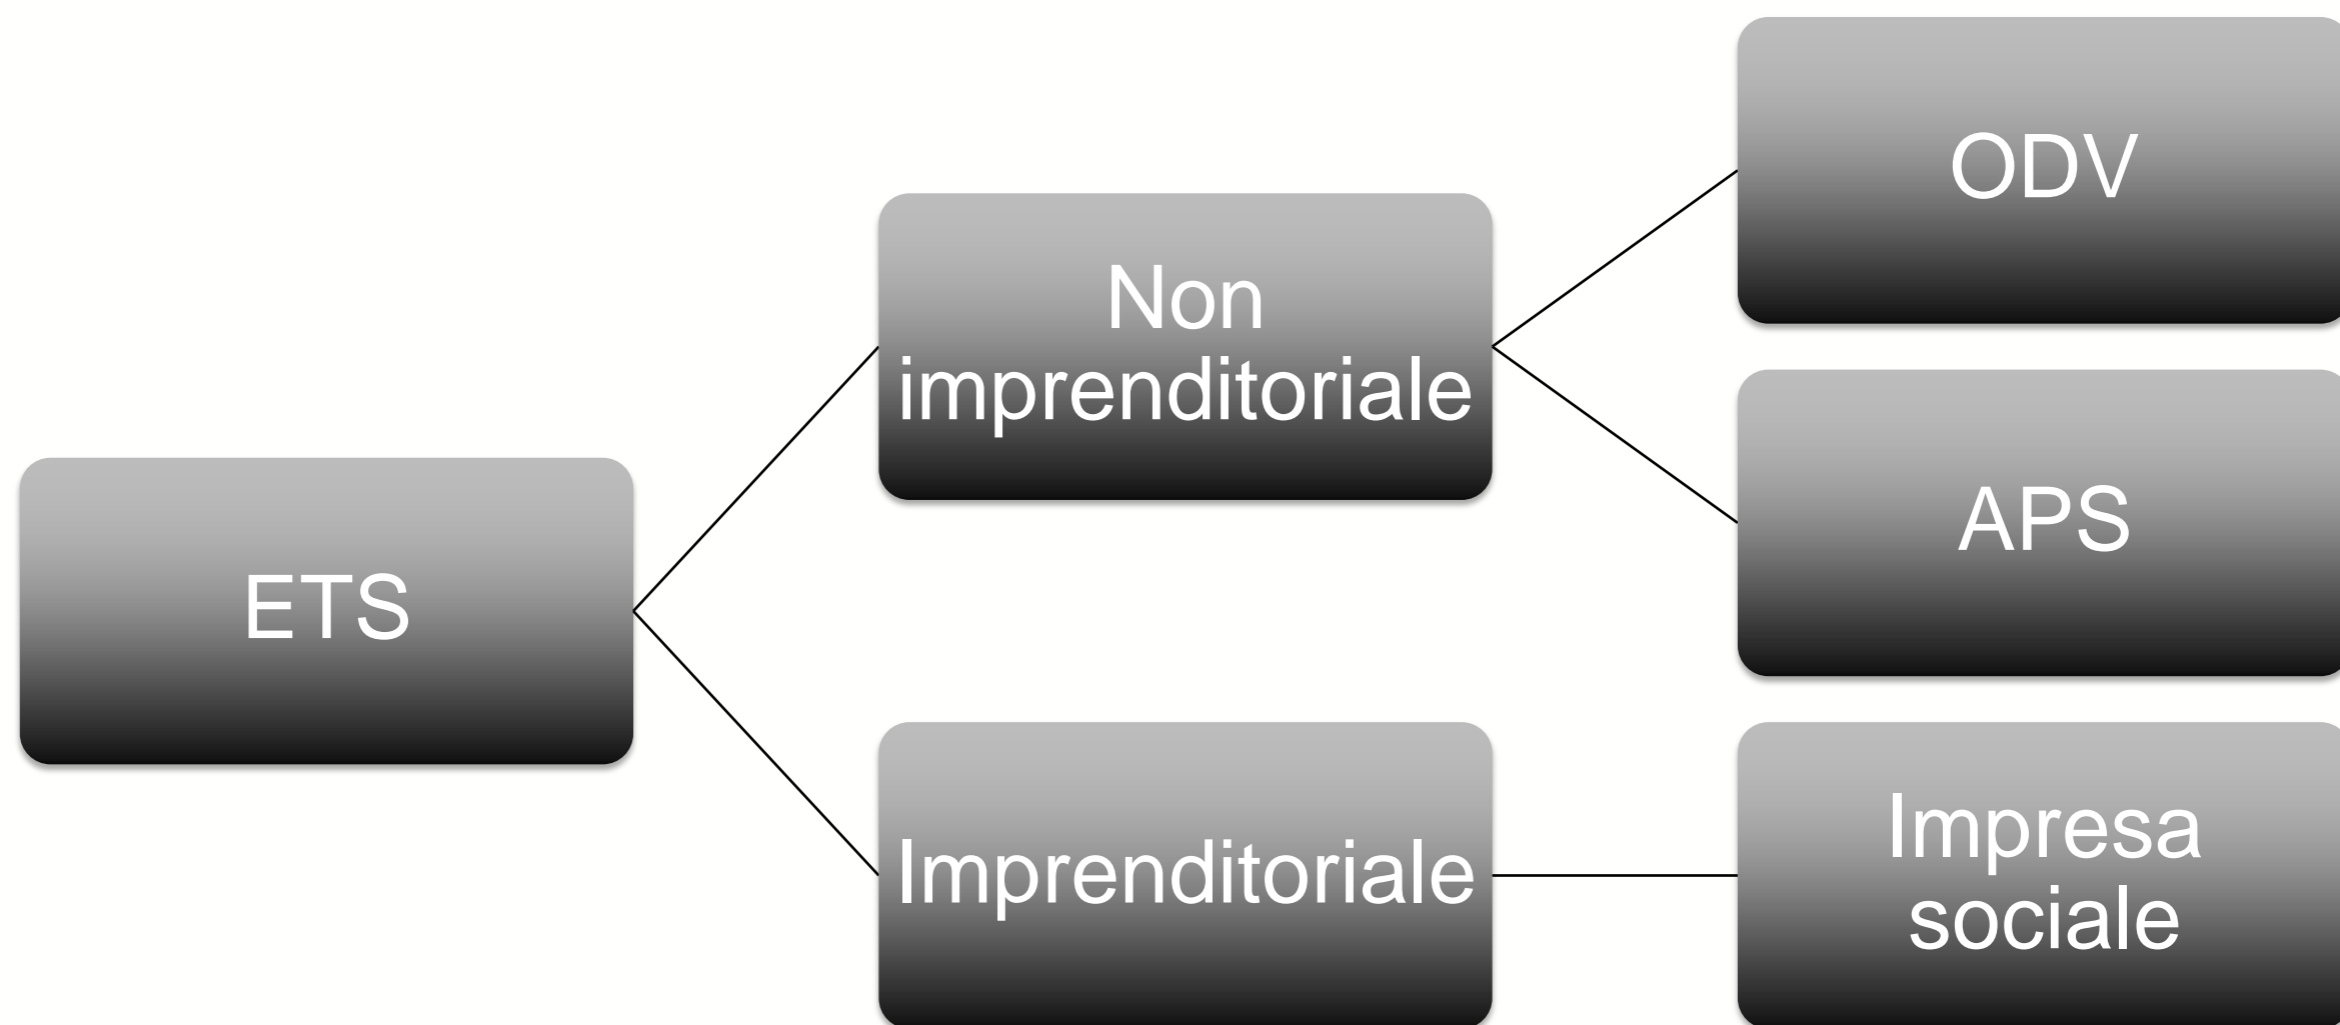 ETS
Non
imprenditoriale
ODV
APS
Imprenditoriale
Impresa
sociale